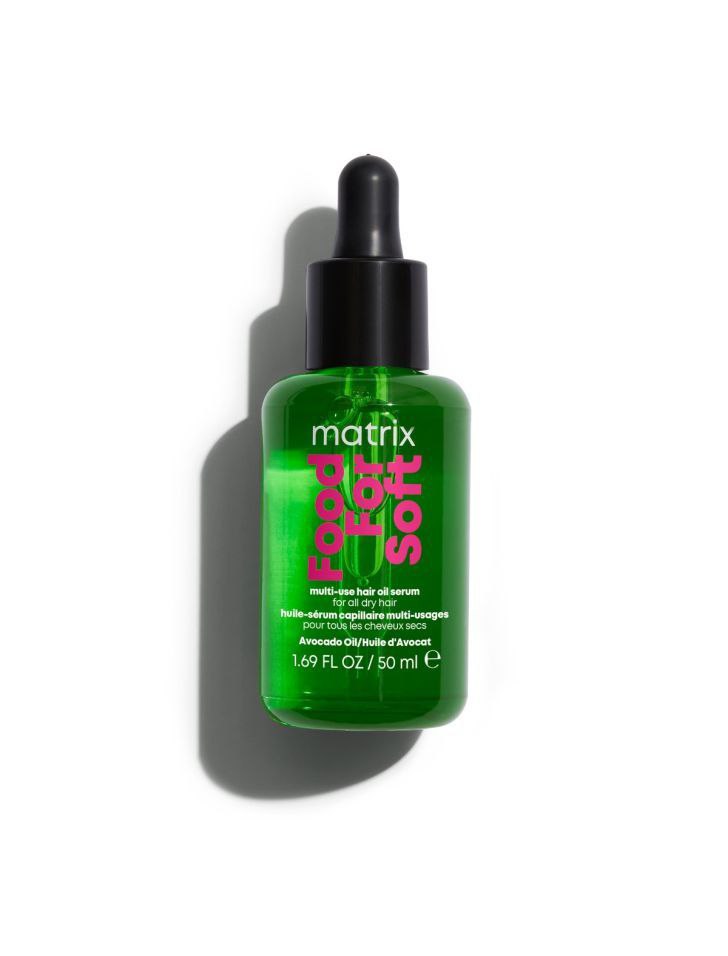 matrix
Food
For
Soft
multi-use hair oil serum
for all dry hair
huile-sérum capillaire multi-usages
pour tous les cheveux secs
Avocado Oil/Huile d'Avocat
1.69 FL OZ / 50 ml ℮